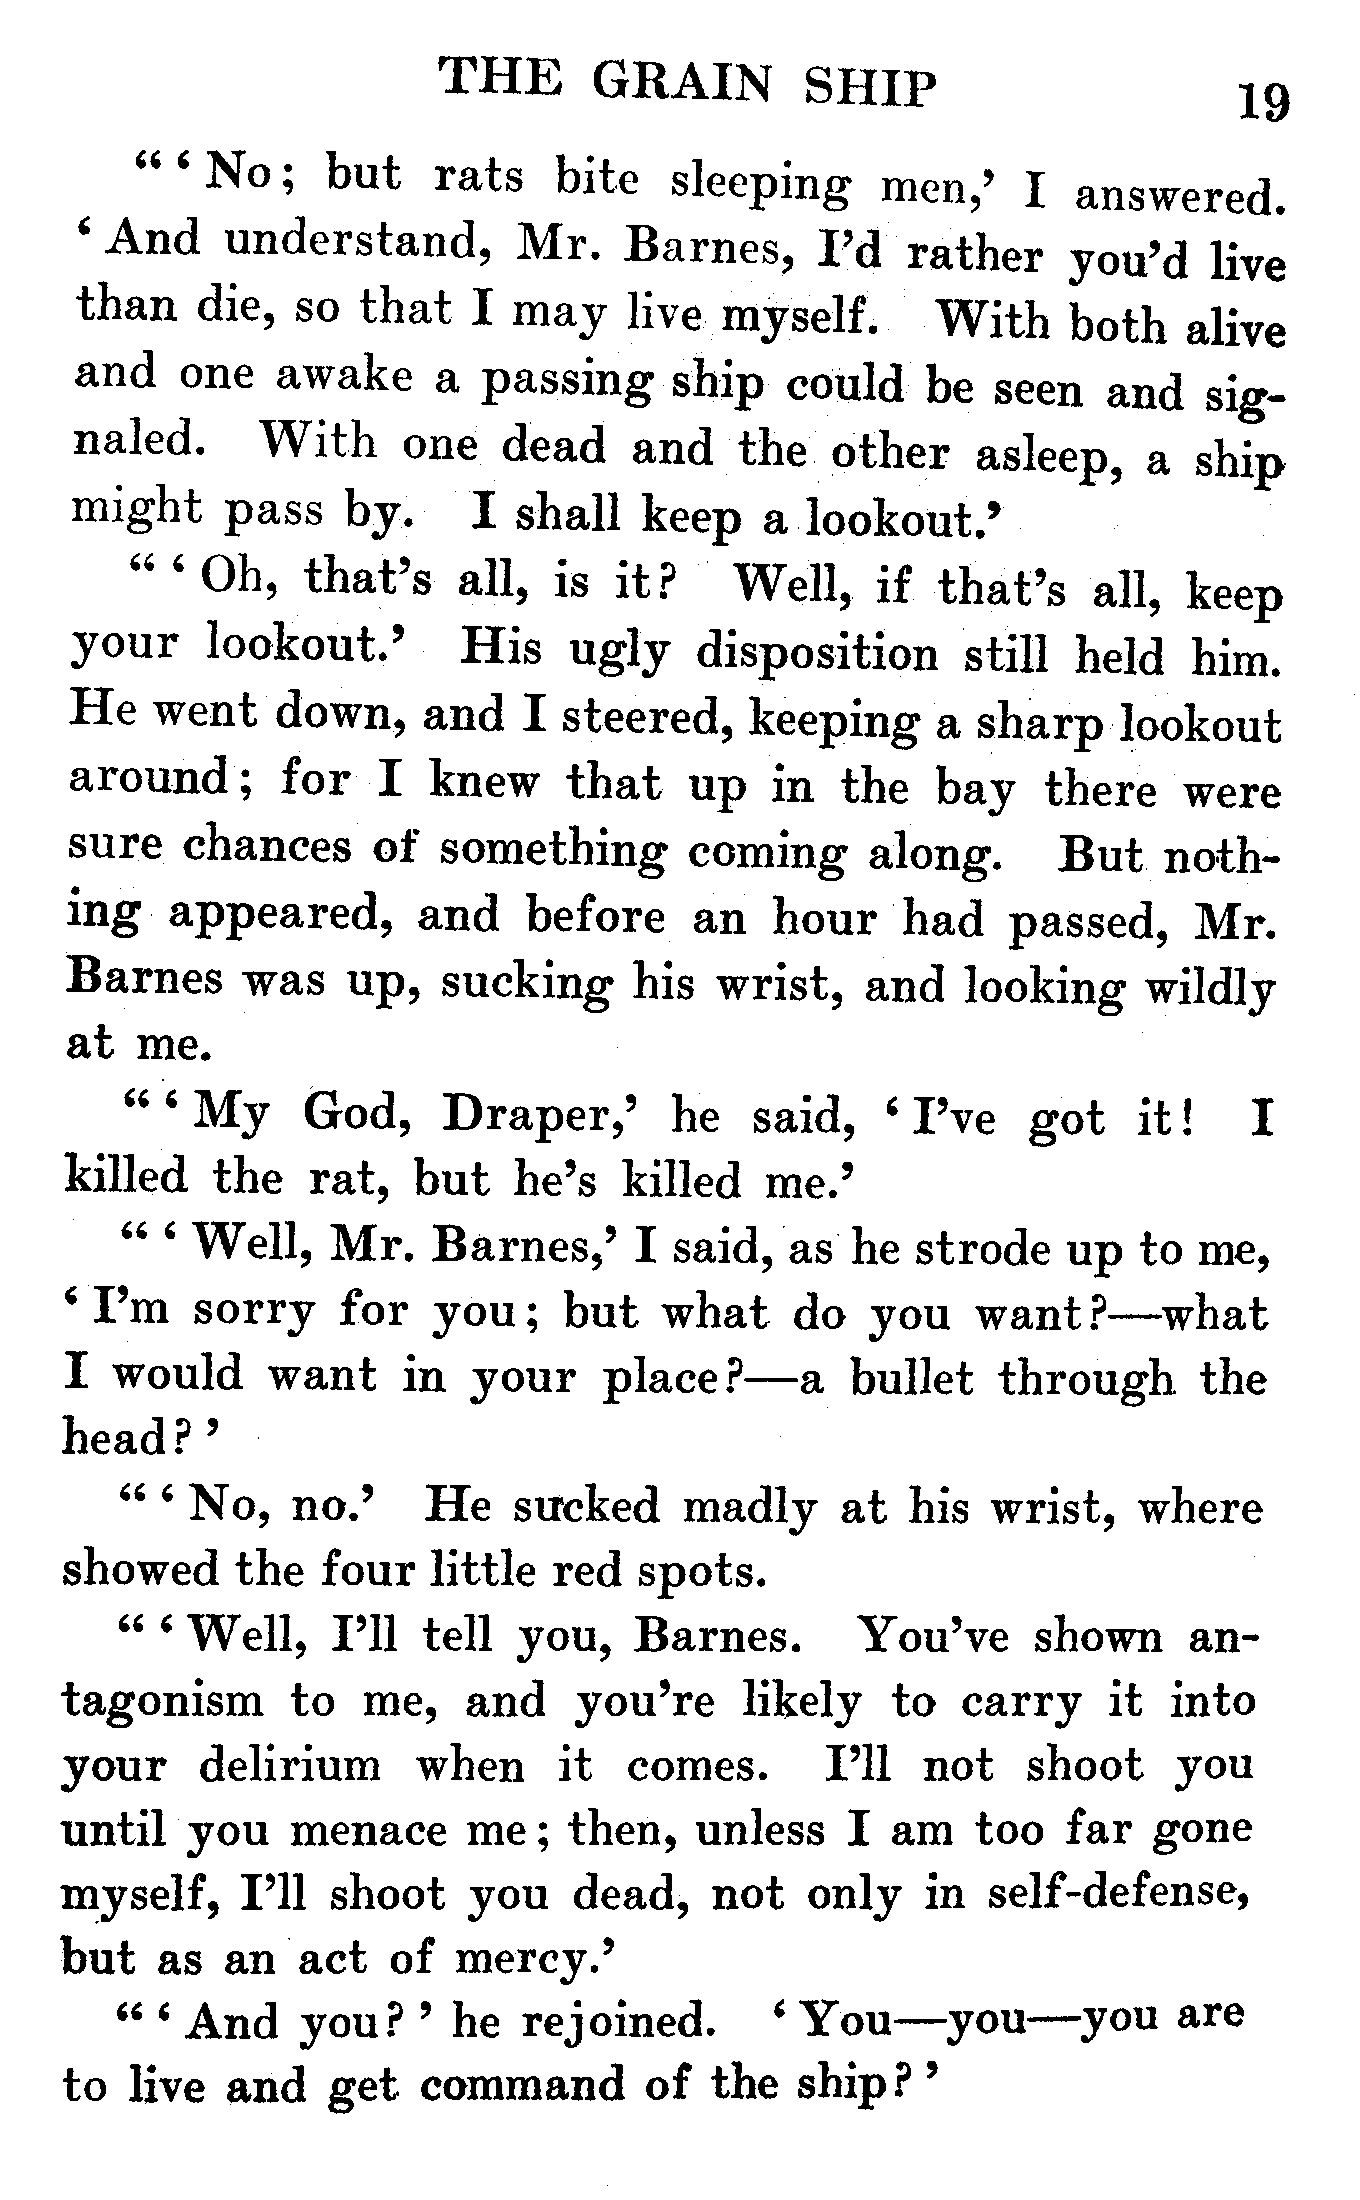 THE GRAIN SHIP 19
“‘No; but rats bite sleeping men,’ I answered.
‘And understand, Mr. Barnes, I’d rather you’d live
than die, so that I may live myself. With both alive
and one awake a passing ship could be seen and sig-
naled. With one dead and the other asleep, a ship
might pass by. I shall keep a lookout.’
“‘Oh, that’s all, is it? Well, if that’s all, keep
your lookout.’ His ugly disposition still held him.
He went down, and I steered, keeping a sharp lookout
around; for I knew that up in the bay there were
sure chances of something coming along. But noth-
ing appeared, and before an hour had passed, Mr.
Barnes was up, sucking his wrist, and looking wildly
at me.
“‘My God, Draper,’ he said, ‘I’ve got it! I
killed the rat, but he’s killed me.’
“‘Well, Mr. Barnes,’ I said, as he strode up to me,
‘I’m sorry for you; but what do you want?—what
I would want in your place?—a bullet through the
head?’
“‘No, no.’ He sucked madly at his wrist, where
showed the four little red spots.
“‘Well, I’ll tell you, Barnes. You’ve shown an-
tagonism to me, and you’re likely to carry it into
your delirium when it comes. I’ll not shoot you
until you menace me; then, unless I am too far gone
myself, I’ll shoot you dead, not only in self-defense,
but as an act of mercy.’
“‘And you?’ he rejoined. ‘You—you—you are
to live and get command of the ship?’